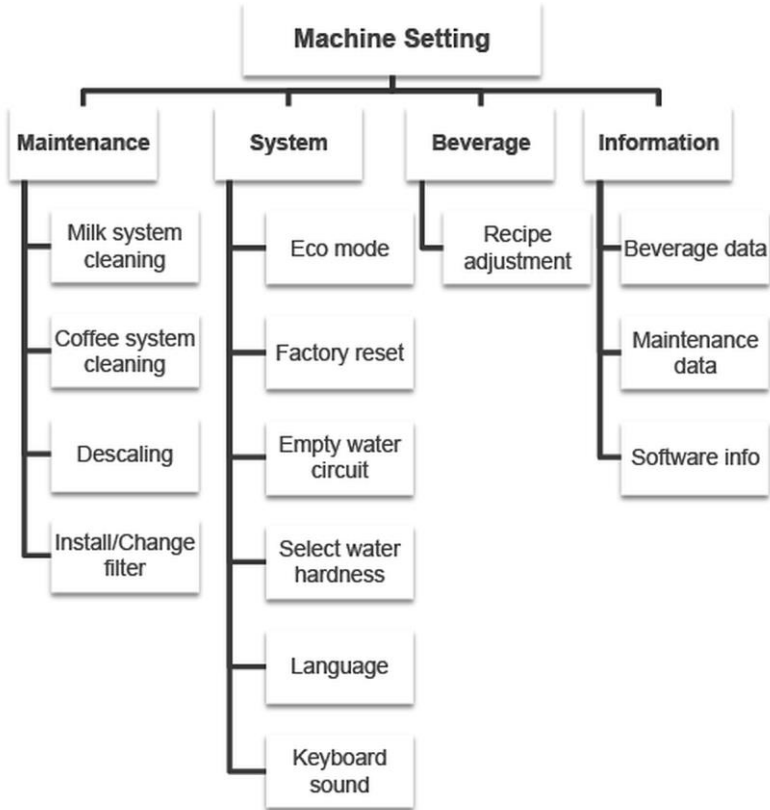 Machine Setting
Maintenance
System
Beverage
Information
Milk system
cleaning
Coffee system
cleaning
Descaling
Install/Change
filter
Eco mode
Factory reset
Empty water
circuit
Select water
hardness
Language
Keyboard
sound
Recipe
adjustment
Beverage data
Maintenance
data
Software info